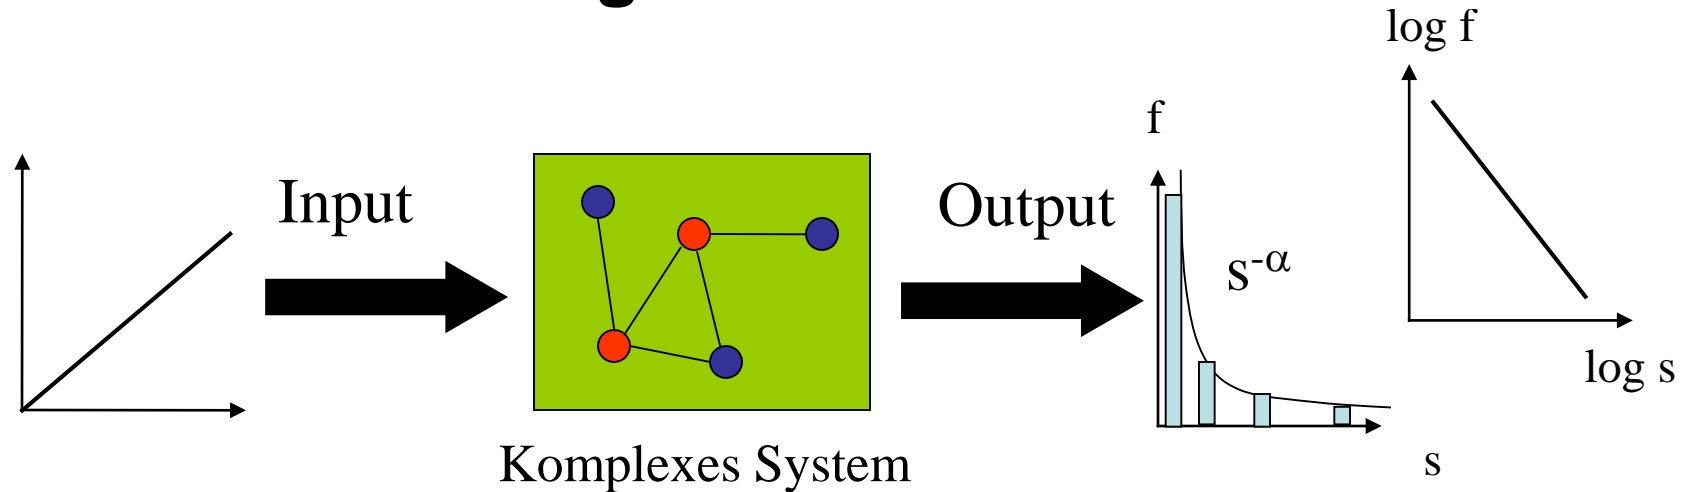 log f
f
Input
Output
s-α
log s
Komplexes System
s